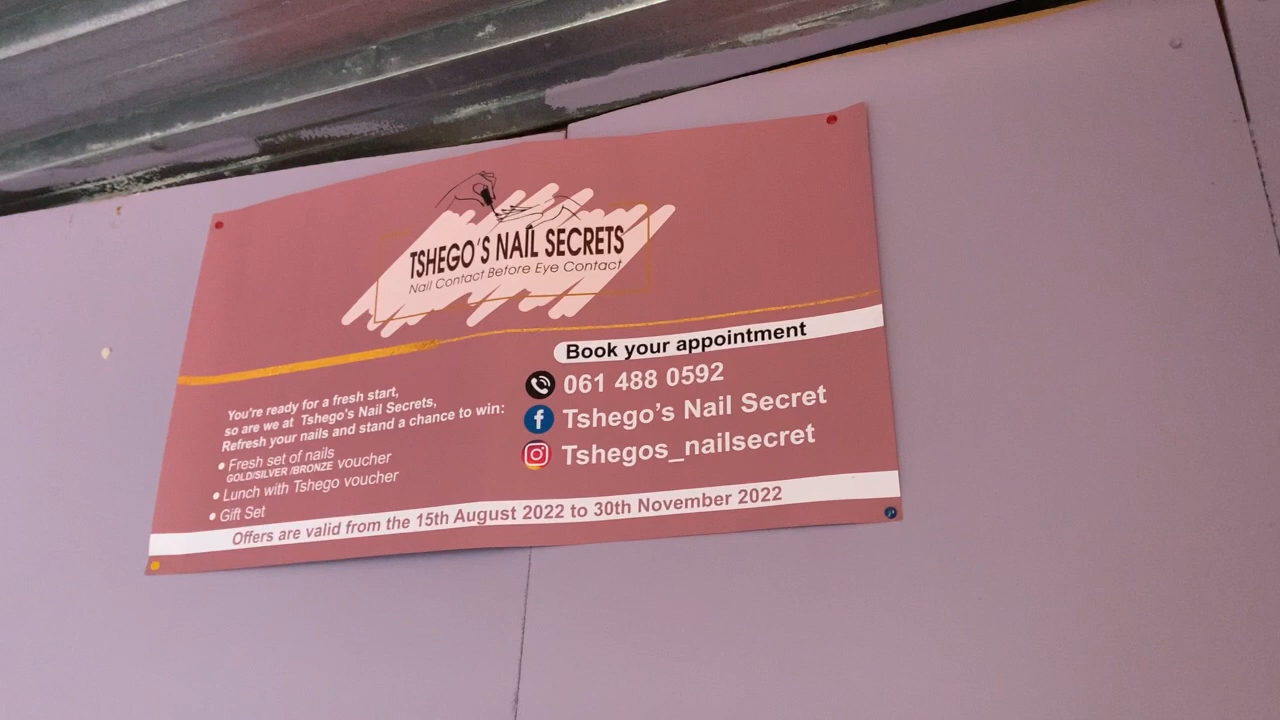 TSHEGO'S NAIL SECRETS
Nail Contact Before Eye Contact
You're ready for a fresh start,
so are we at Tshego's Nail Secrets,
Refresh your nails and stand a chance to win:
• Fresh set of nails
GOLD/SILVER /BRONZE voucher
• Lunch with Tshego voucher
• Gift Set
Book your appointment
061 488 0592
Tshego's Nail Secret
Tshegos_nailsecret
Offers are valid from the 15th August 2022 to 30th November 2022